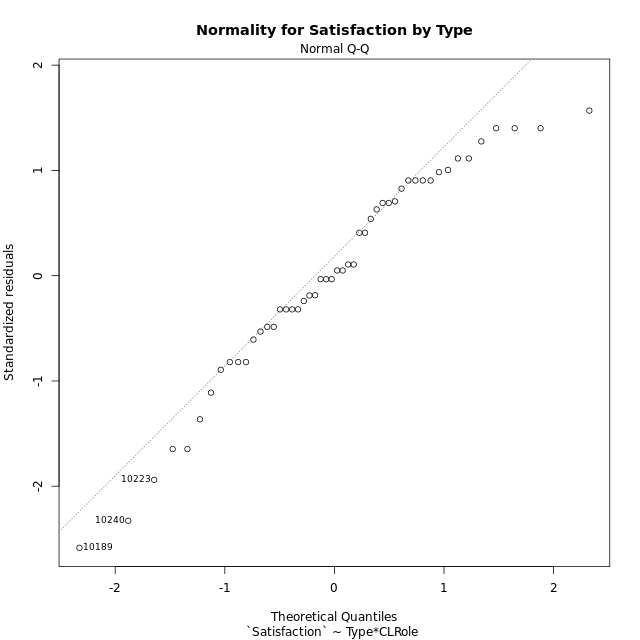 Normality for Satisfaction by Type
Normal Q-Q
2
1
0
-1
-2
Standardized residuals
10223
10240
10189
-2 -1 0 1 2
Theoretical Quantiles
`Satisfaction` ~ Type*CLRole